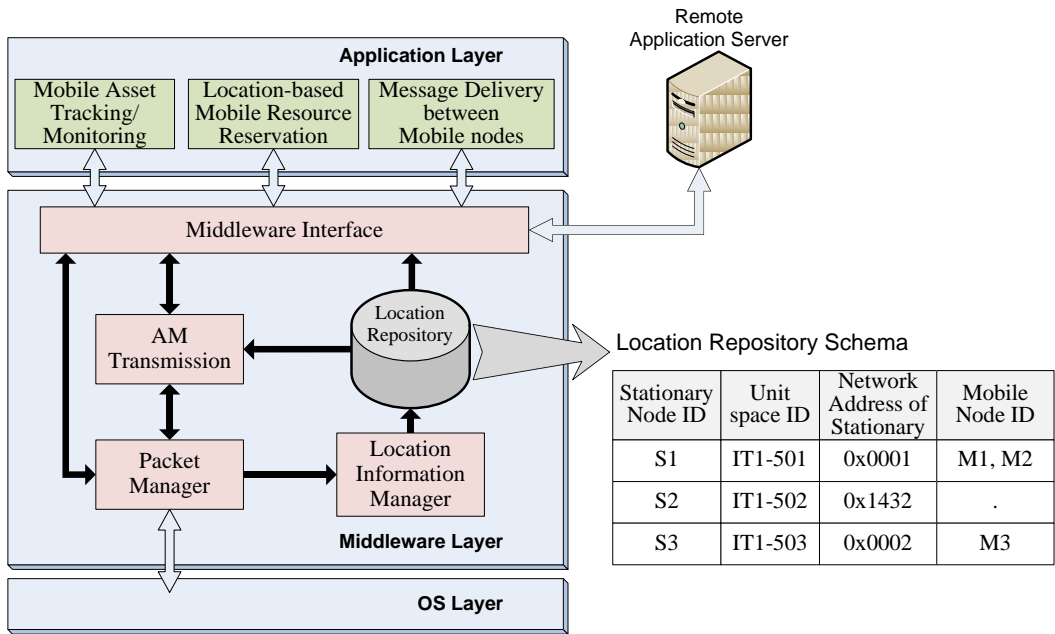 Remote
Application Server
Application Layer
Mobile Asset
Tracking/
Monitoring
Location-based
Mobile Resource
Reservation
Message Delivery
between
Mobile nodes
Middleware Interface
AM
Transmission
Location
Repository
Packet
Manager
Location
Information
Manager
Middleware Layer
OS Layer
Location Repository Schema
Stationary
Node ID
Unit
space ID
Network
Address of
Stationary
Mobile
Node ID
S1 IT1-501 0x0001 M1, M2
S2 IT1-502 0x1432 .
S3 IT1-503 0x0002 M3